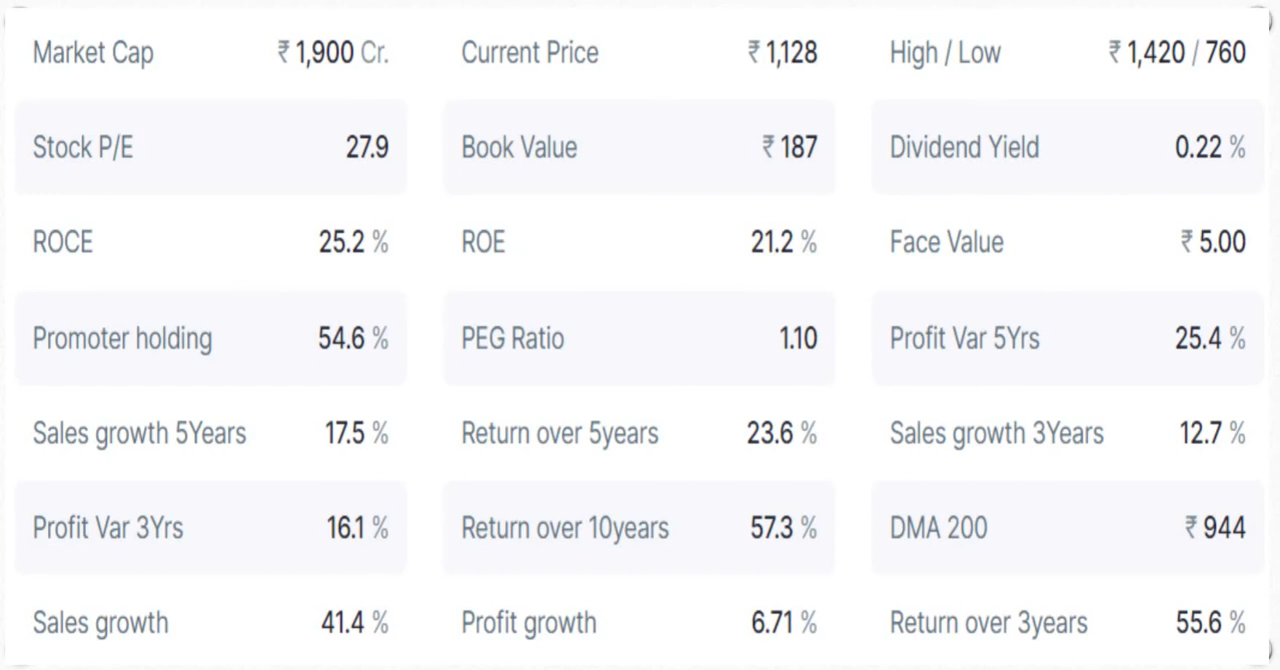 Market Cap ₹ 1,900 Cr. Current Price ₹ 1,128 High / Low ₹ 1,420 / 760
Stock P/E 27.9 Book Value ₹ 187 Dividend Yield 0.22 %
ROCE 25.2 % ROE 21.2 % Face Value ₹ 5.00
Promoter holding 54.6 % PEG Ratio 1.10 Profit Var 5Yrs 25.4 %
Sales growth 5Years 17.5 % Return over 5years 23.6 % Sales growth 3Years 12.7 %
Profit Var 3Yrs 16.1 % Return over 10years 57.3 % DMA 200 ₹ 944
Sales growth 41.4 % Profit growth 6.71 % Return over 3years 55.6 %